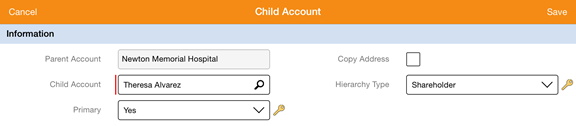 Cancel Child Account Save
Information
Parent Account Newton Memorial Hospital Copy Address
Child Account Theresa Alvarez Hierarchy Type Shareholder
Primary Yes